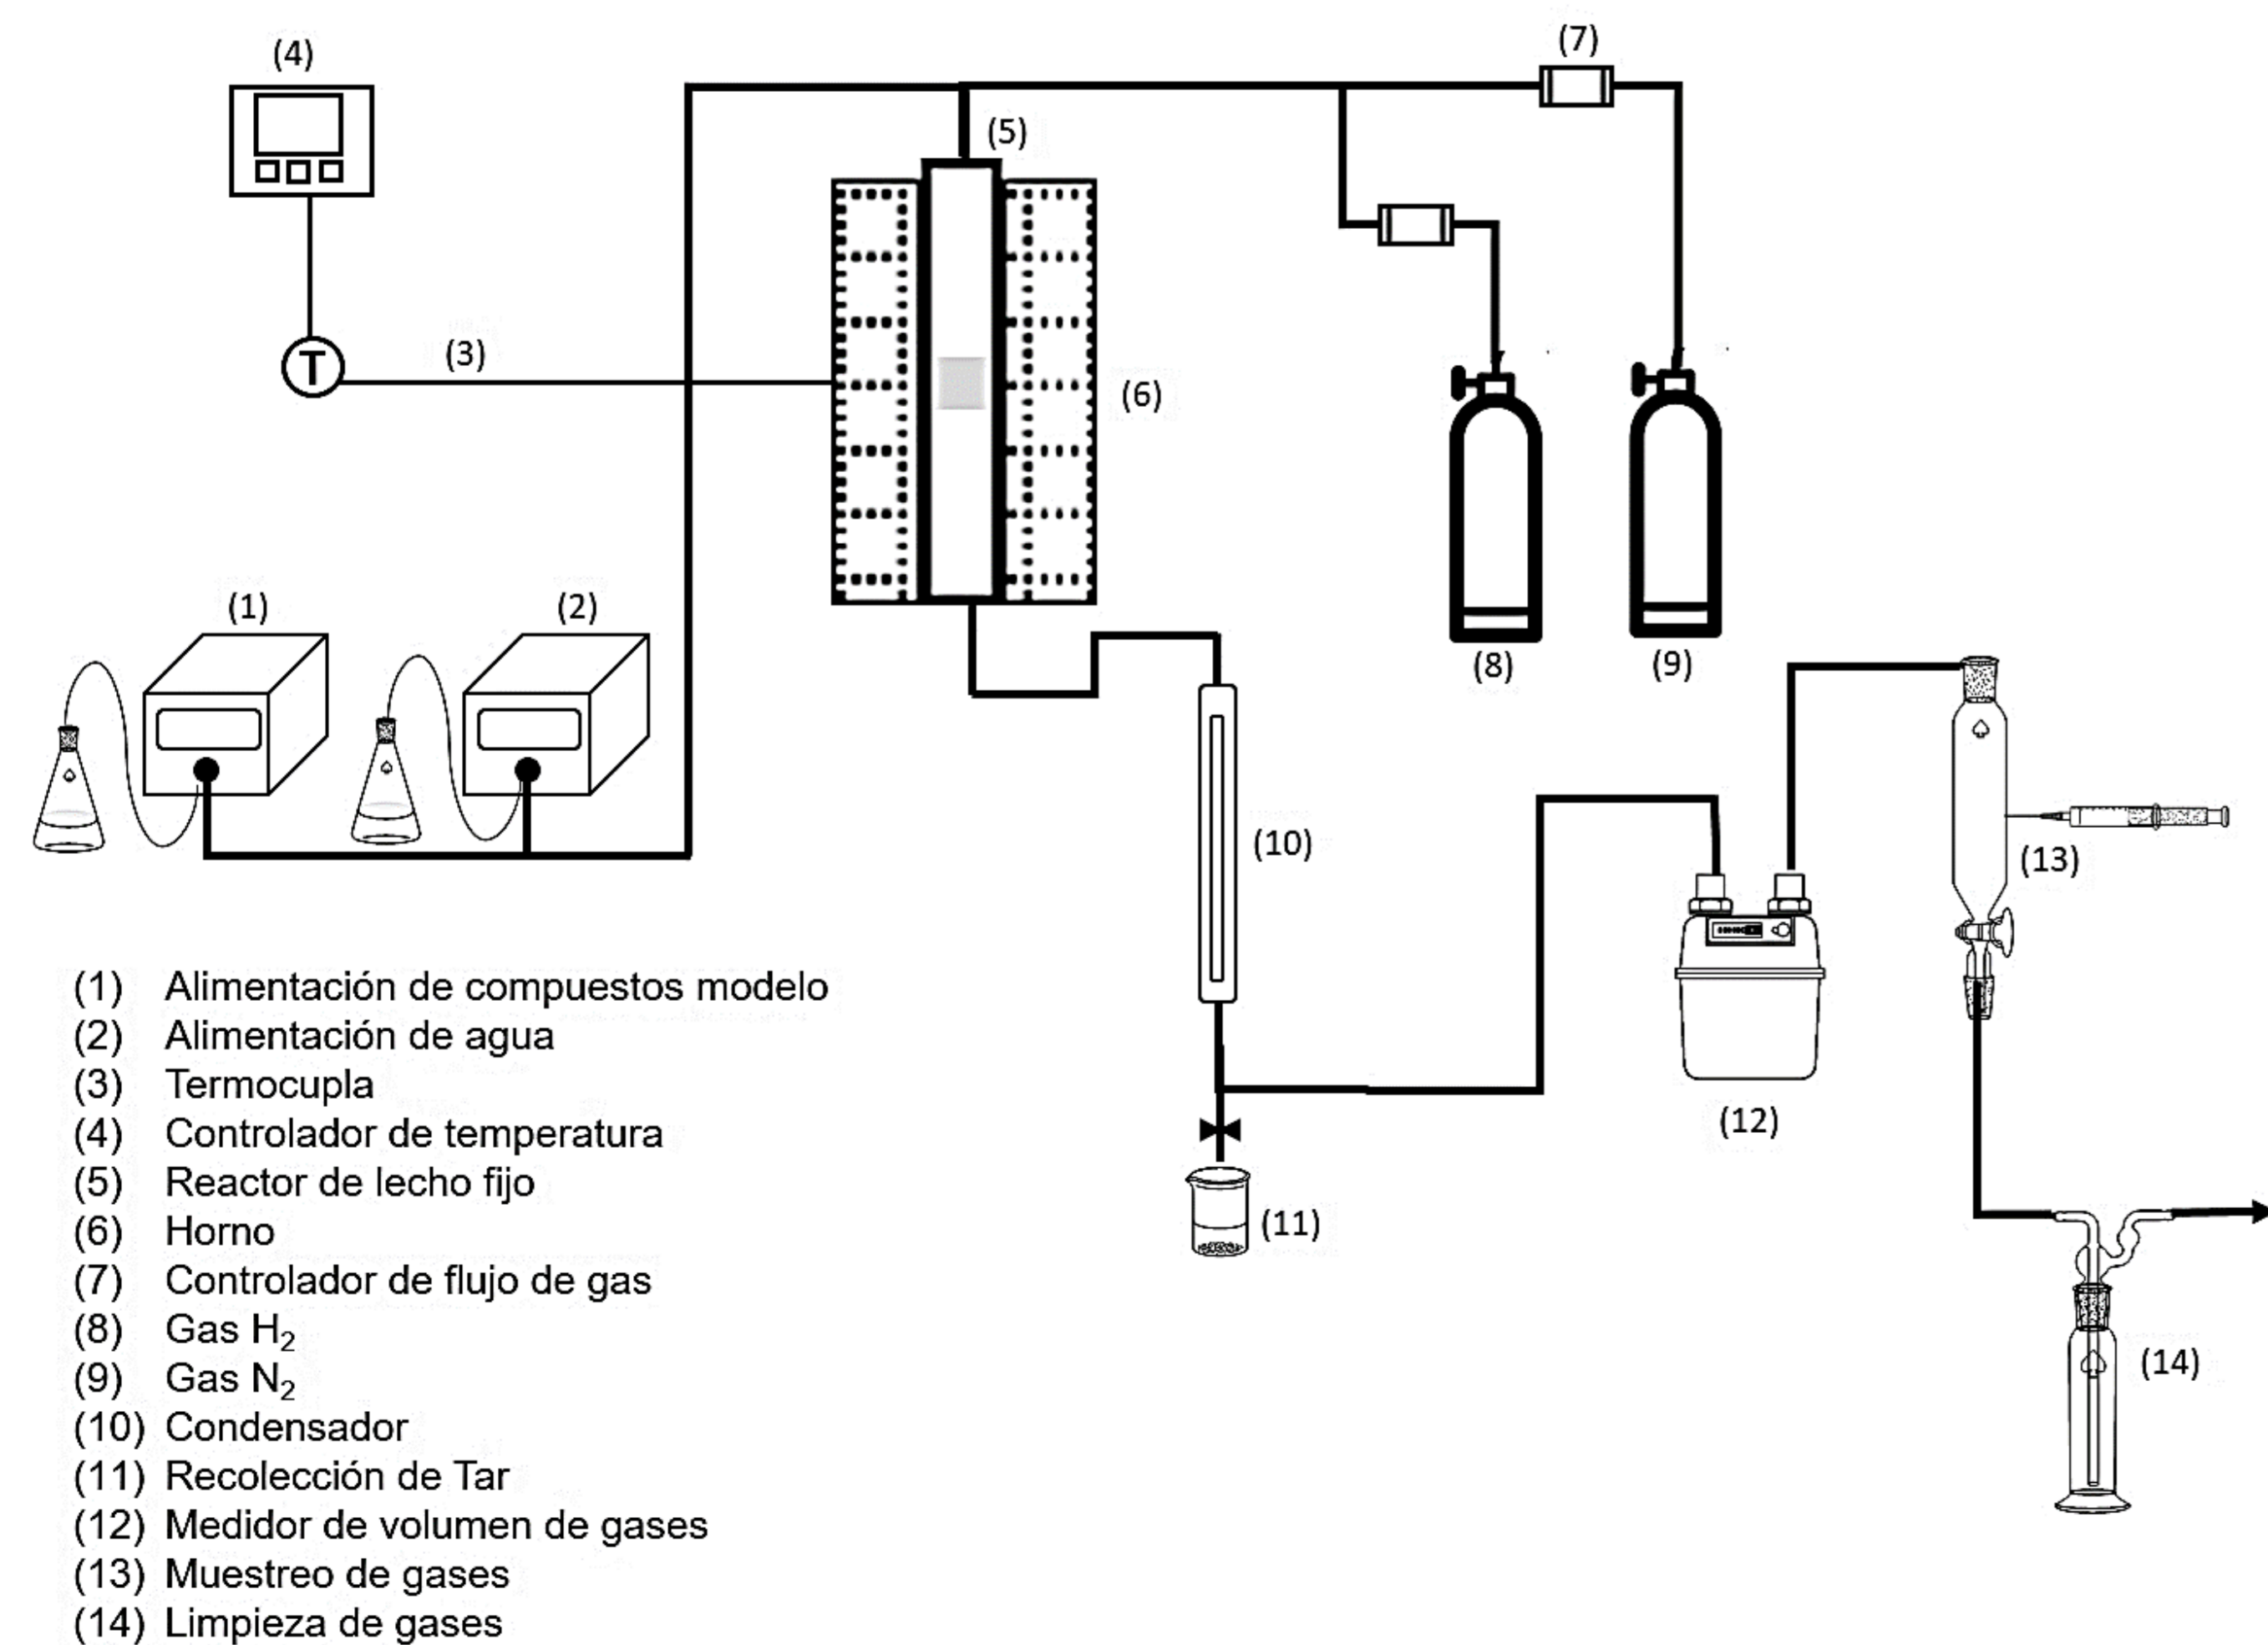 (4)
(7)
(5)
(3)
T
(6)
(1)
(2)
(8)
(9)
(10)
(13)
(12)
(11)
(14)
(1) Alimentación de compuestos modelo
(2) Alimentación de agua
(3) Termocupla
(4) Controlador de temperatura
(5) Reactor de lecho fijo
(6) Horno
(7) Controlador de flujo de gas
(8) Gas H₂
(9) Gas N₂
(10) Condensador
(11) Recolección de Tar
(12) Medidor de volumen de gases
(13) Muestreo de gases
(14) Limpieza de gases